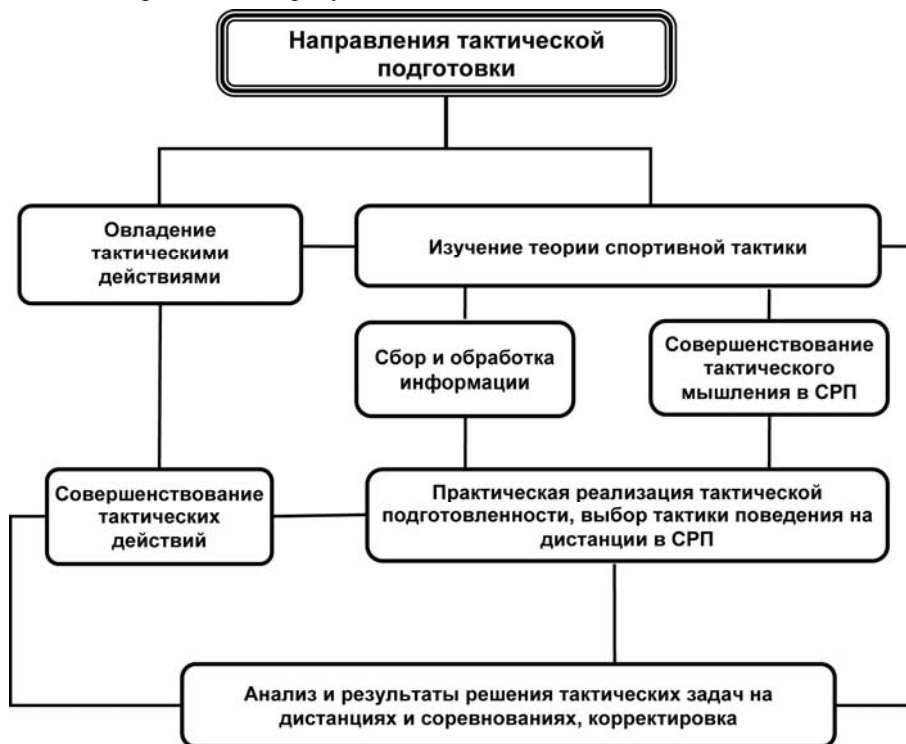 Направления тактической
подготовки
Овладение
тактическими
действиями
Изучение теории спортивной тактики
Сбор и обработка
информации
Совершенствование
тактического
мышления в СРП
Совершенствование
тактических
действий
Практическая реализация тактической
подготовленности, выбор тактики поведения на
дистанции в СРП
Анализ и результаты решения тактических задач на
дистанциях и соревнованиях, корректировка